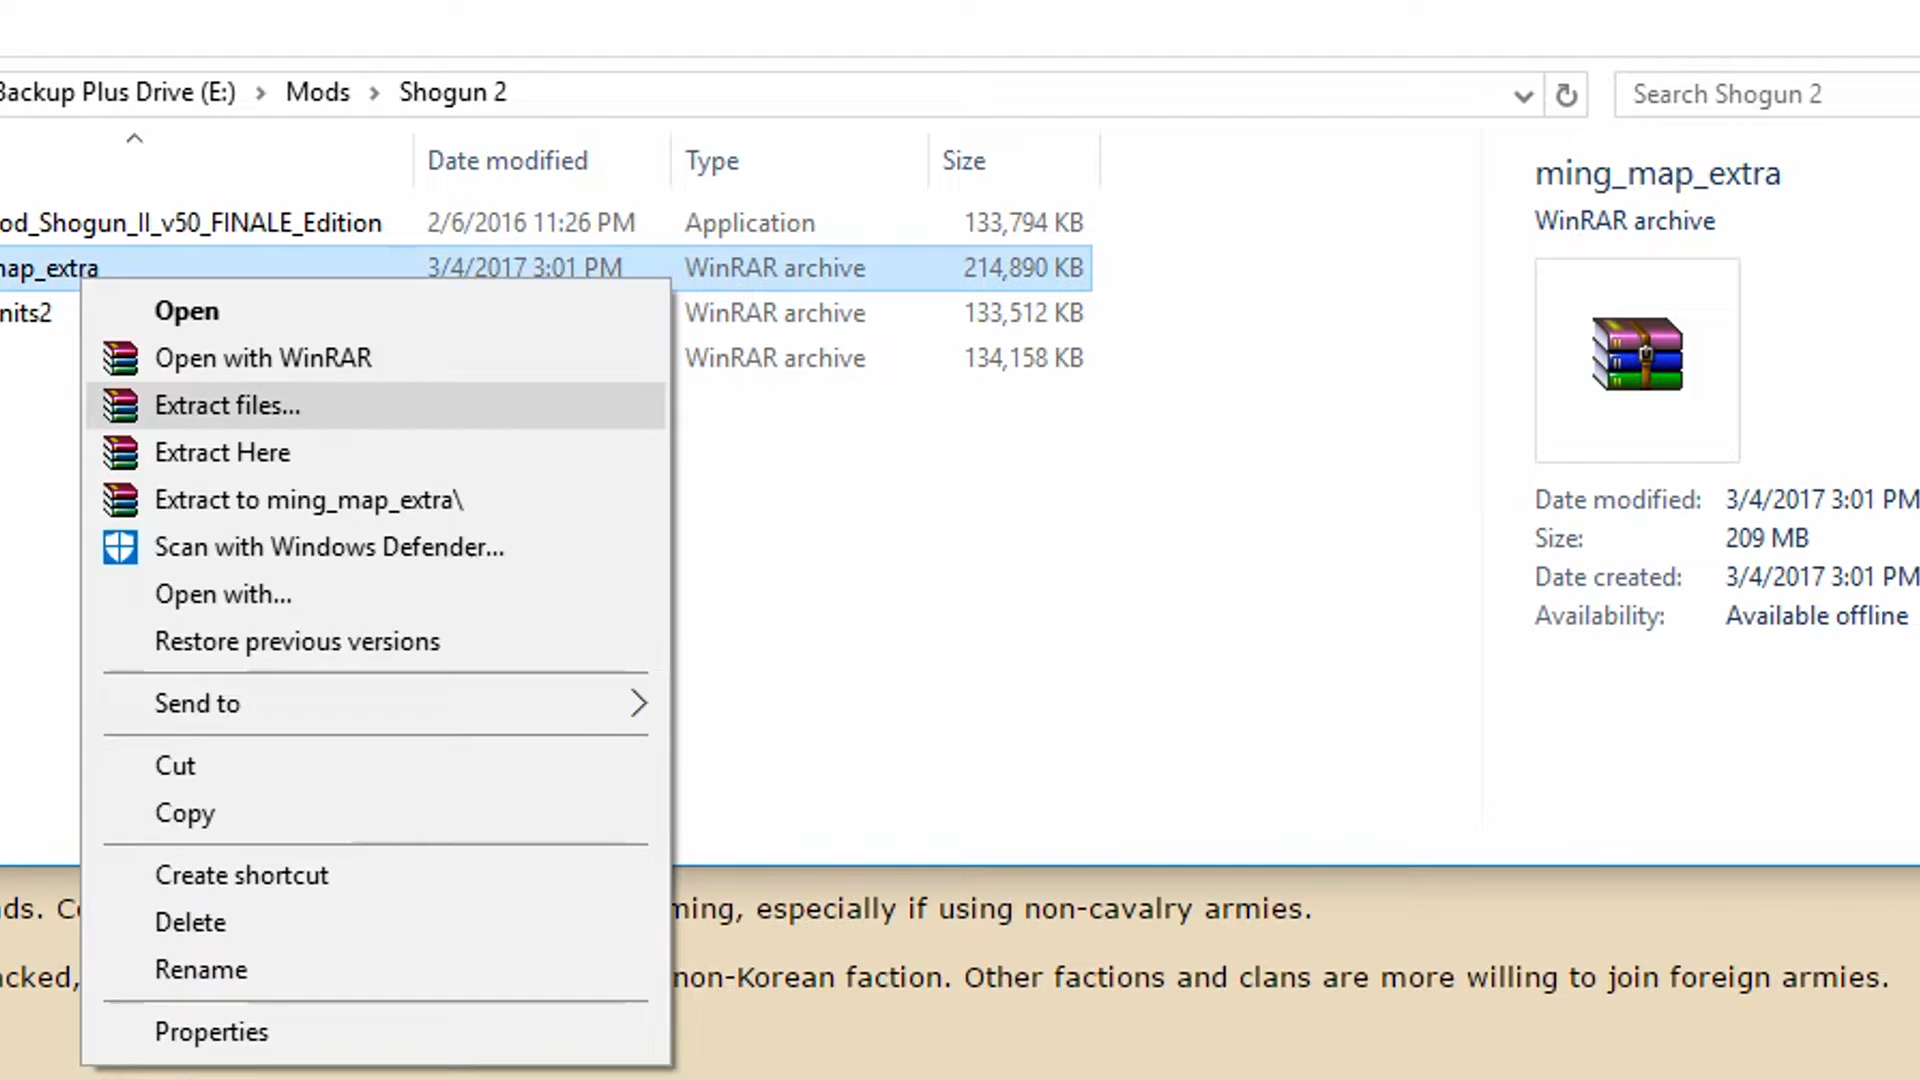 Backup Plus Drive (E:) > Mods > Shogun 2
Search Shogun 2
Date modified Type Size
od_Shogun_II_v50_FINALE_Edition 2/6/2016 11:26 PM Application 133,794 KB
map_extra 3/4/2017 3:01 PM WinRAR archive 214,890 KB
nits2 WinRAR archive 133,512 KB
WinRAR archive 134,158 KB
Open
Open with WinRAR
Extract files...
Extract Here
Extract to ming_map_extra\
Scan with Windows Defender...
Open with...
Restore previous versions
Send to
Cut
Copy
Create shortcut
Delete
Rename
Properties
ming_map_extra
WinRAR archive
Date modified: 3/4/2017 3:01 PM
Size: 209 MB
Date created: 3/4/2017 3:01 PM
Availability: Available offline
ds. ming, especially if using non-cavalry armies.
acked, non-Korean faction. Other factions and clans are more willing to join foreign armies.